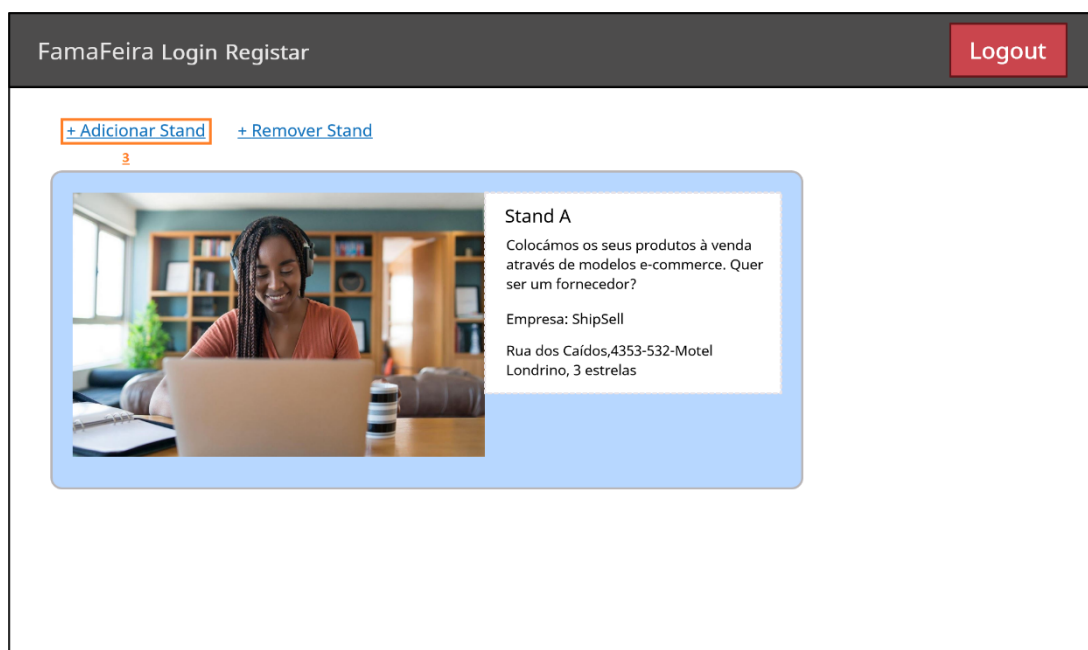 FamaFeira Login Registar
Logout
+ Adicionar Stand
+ Remover Stand
3
Stand A
Colocámos os seus produtos à venda
através de modelos e-commerce. Quer
ser um fornecedor?
Empresa: ShipSell
Rua dos Caídos,4353-532-Motel
Londrino, 3 estrelas